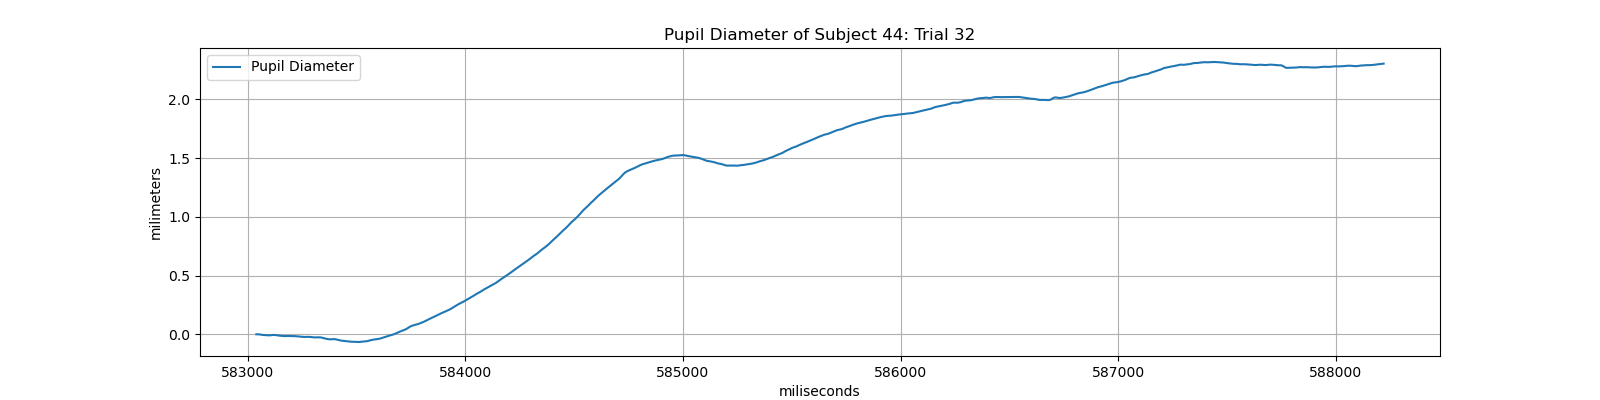 Pupil Diameter of Subject 44: Trial 32
Pupil Diameter
milimeters
2.0
1.5
1.0
0.5
0.0
583000 584000 585000 586000 587000 588000
miliseconds